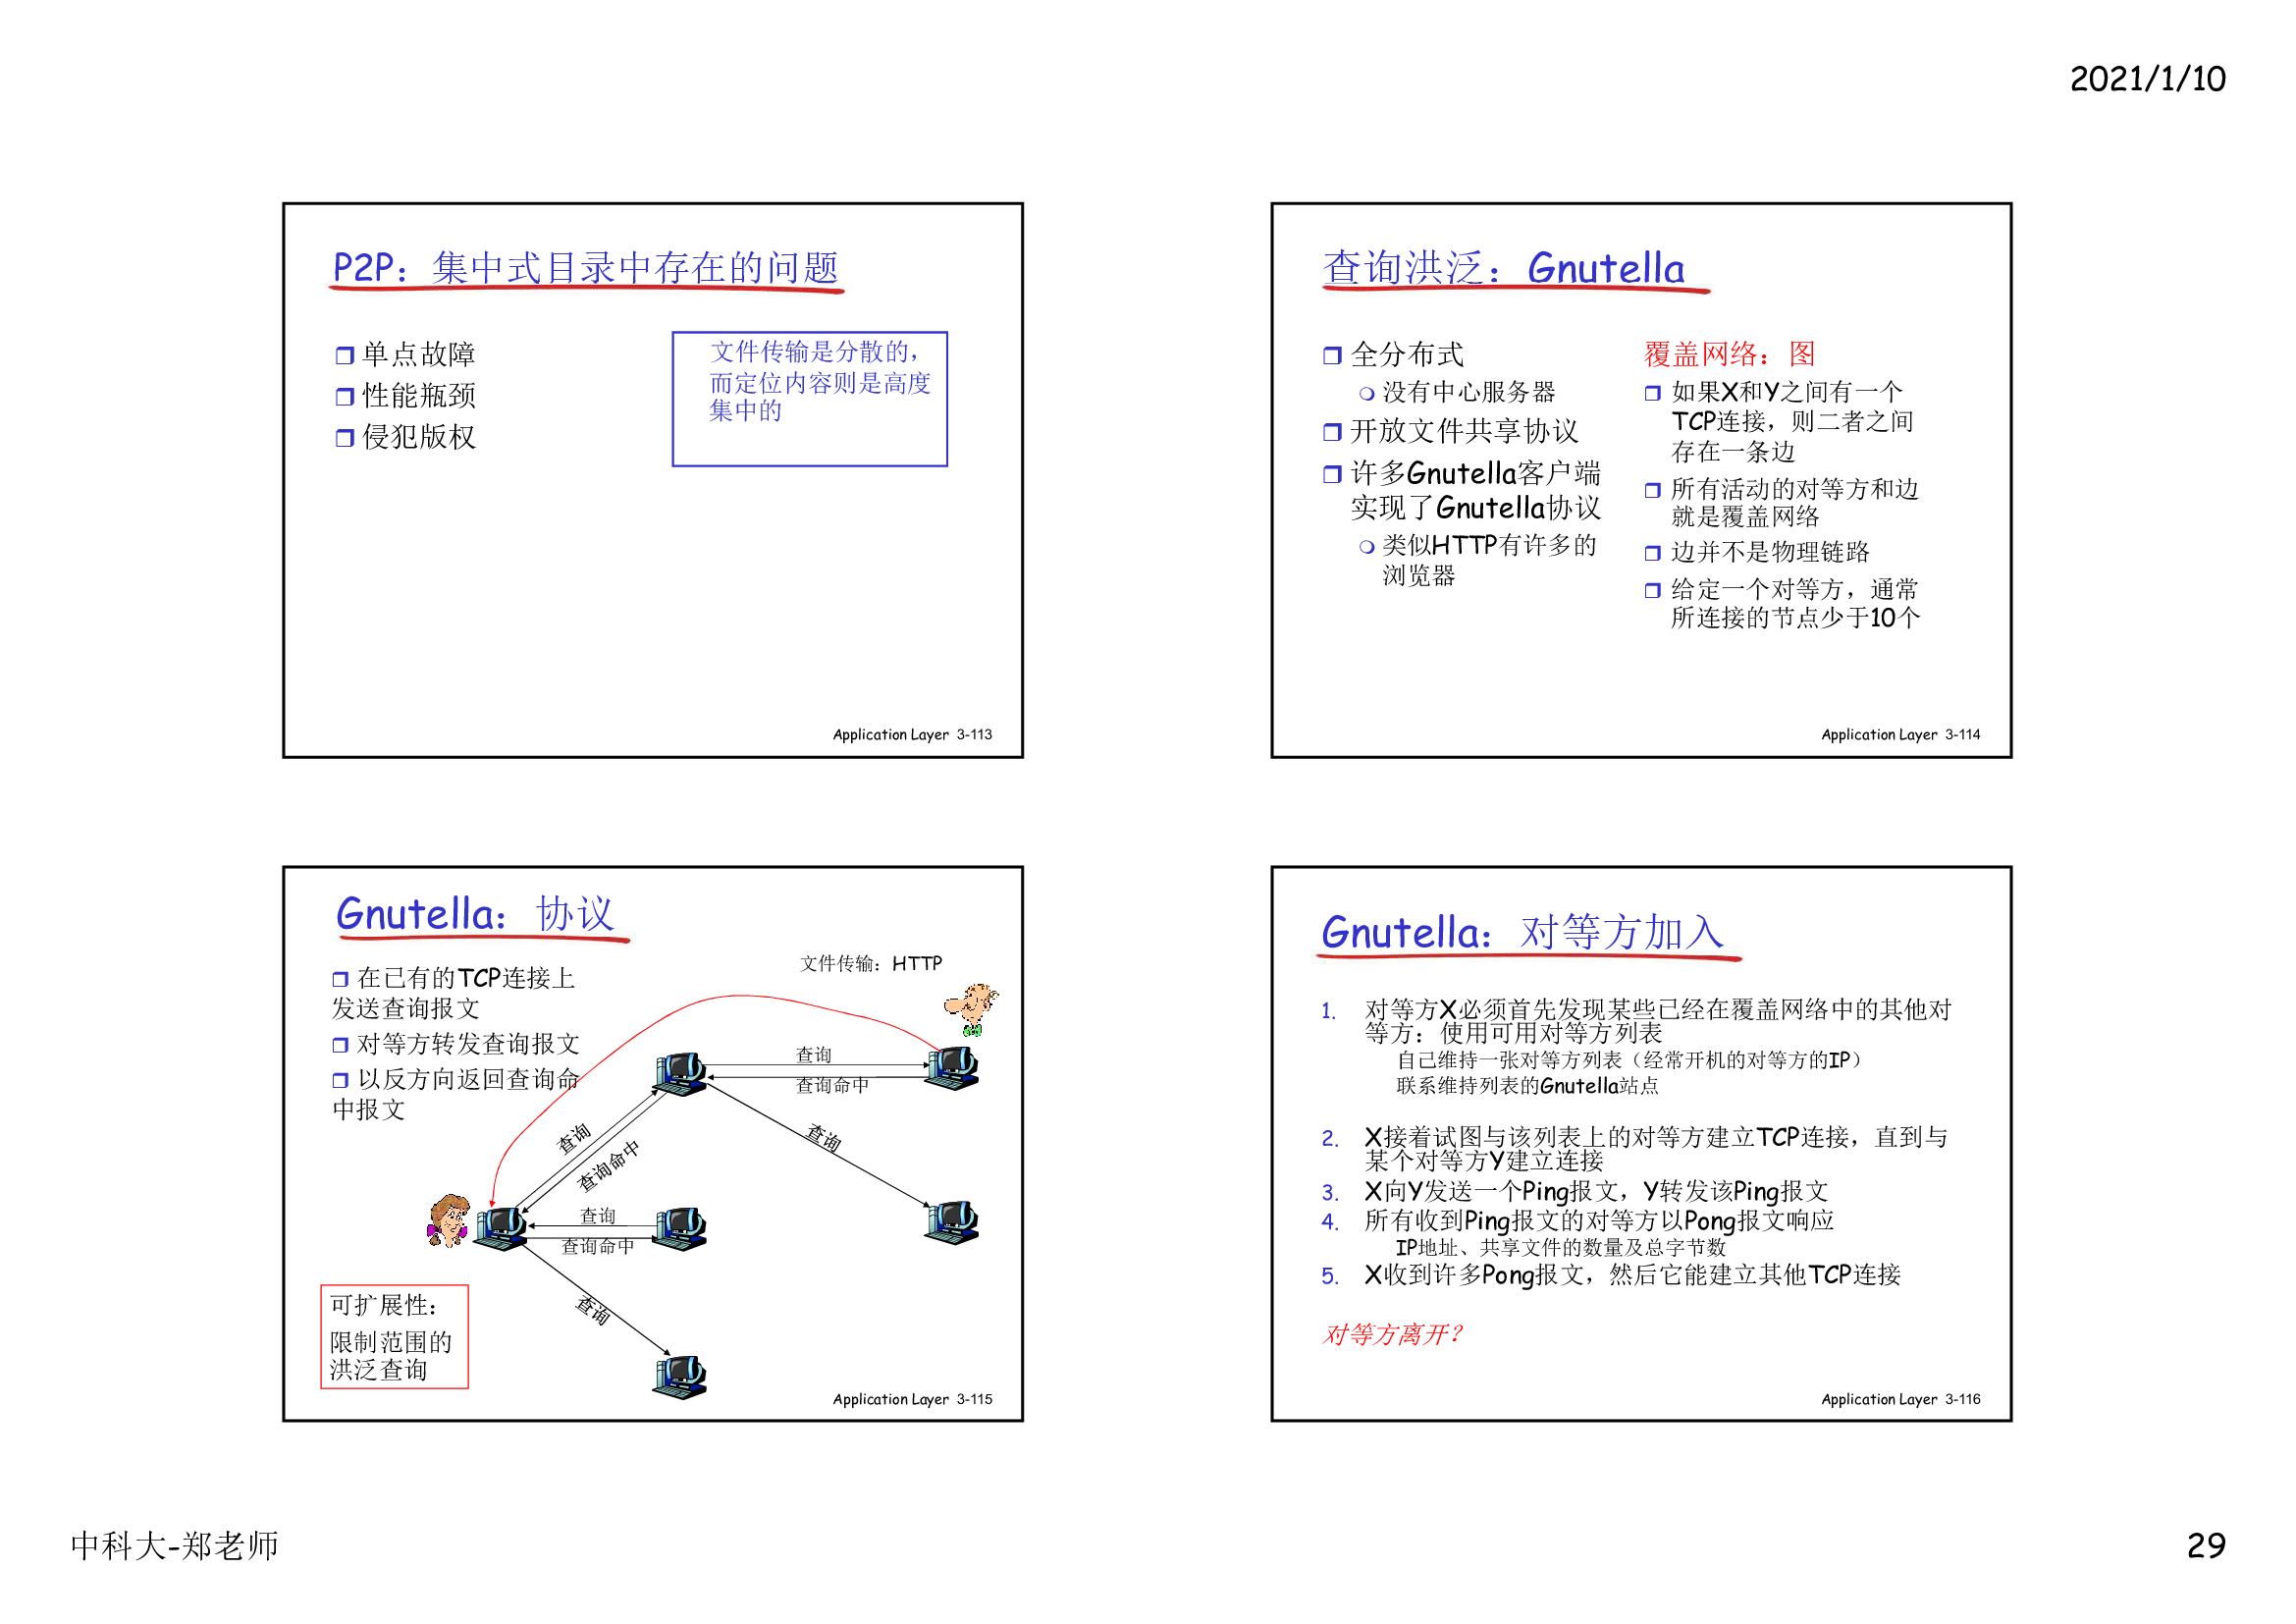 2021/1/10
P2P：集中式目录中存在的问题
单点故障
性能瓶颈
侵犯版权
文件传输是分散的，
而定位内容则是高度
集中的
Application Layer 3-113
查询洪泛：Gnutella
全分布式
没有中心服务器
开放文件共享协议
许多Gnutella客户端
实现了Gnutella协议
类似HTTP有许多的
浏览器
覆盖网络：图
如果X和Y之间有一个
TCP连接，则二者之间
存在一条边
所有活动的对等方和边
就是覆盖网络
边并不是物理链路
给定一个对等方，通常
所连接的节点少于10个
Application Layer 3-114
Gnutella：协议
在已有的TCP连接上
发送查询报文
对等方转发查询报文
以反方向返回查询命
中报文
文件传输：HTTP
查询
查询命中
查询
查询命中
查询
查询
查询命中
查询
可扩展性：
限制范围的
洪泛查询
Application Layer 3-115
Gnutella：对等方加入
1. 对等方X必须首先发现某些已经在覆盖网络中的其他对
等方：使用可用对等方列表
自己维持一张对等方列表（经常开机的对等方的IP）
联系维持列表的Gnutella站点
2. X接着试图与该列表上的对等方建立TCP连接，直到与
某个对等方Y建立连接
3. X向Y发送一个Ping报文，Y转发该Ping报文
4. 所有收到Ping报文的对等方以Pong报文响应
IP地址、共享文件的数量及总字节数
5. X收到许多Pong报文，然后它能建立其他TCP连接
对等方离开？
Application Layer 3-116
中科大-郑老师
29